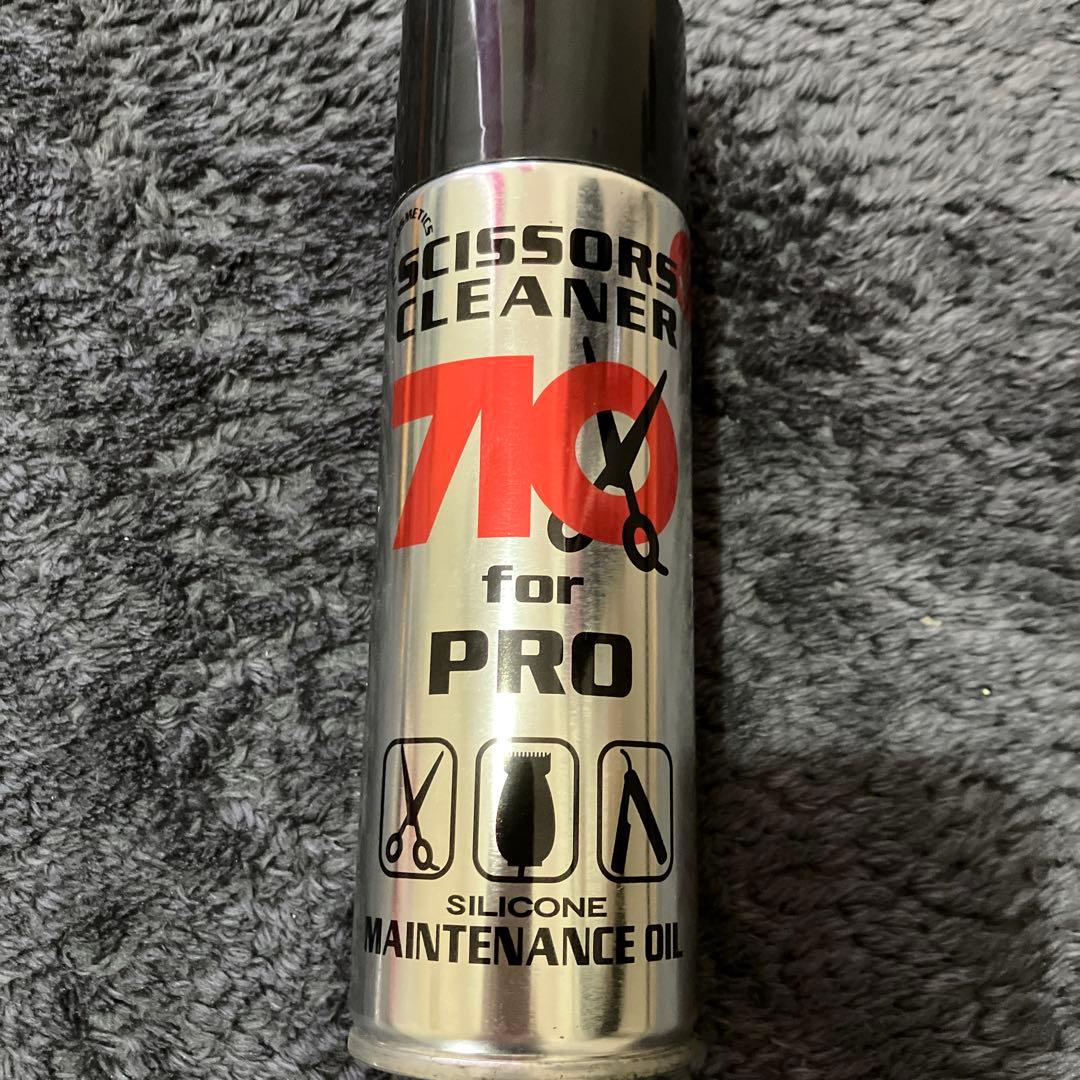 SCISSORS
CLEANER
710
for
PRO
SILICONE
MAINTENANCE OIL